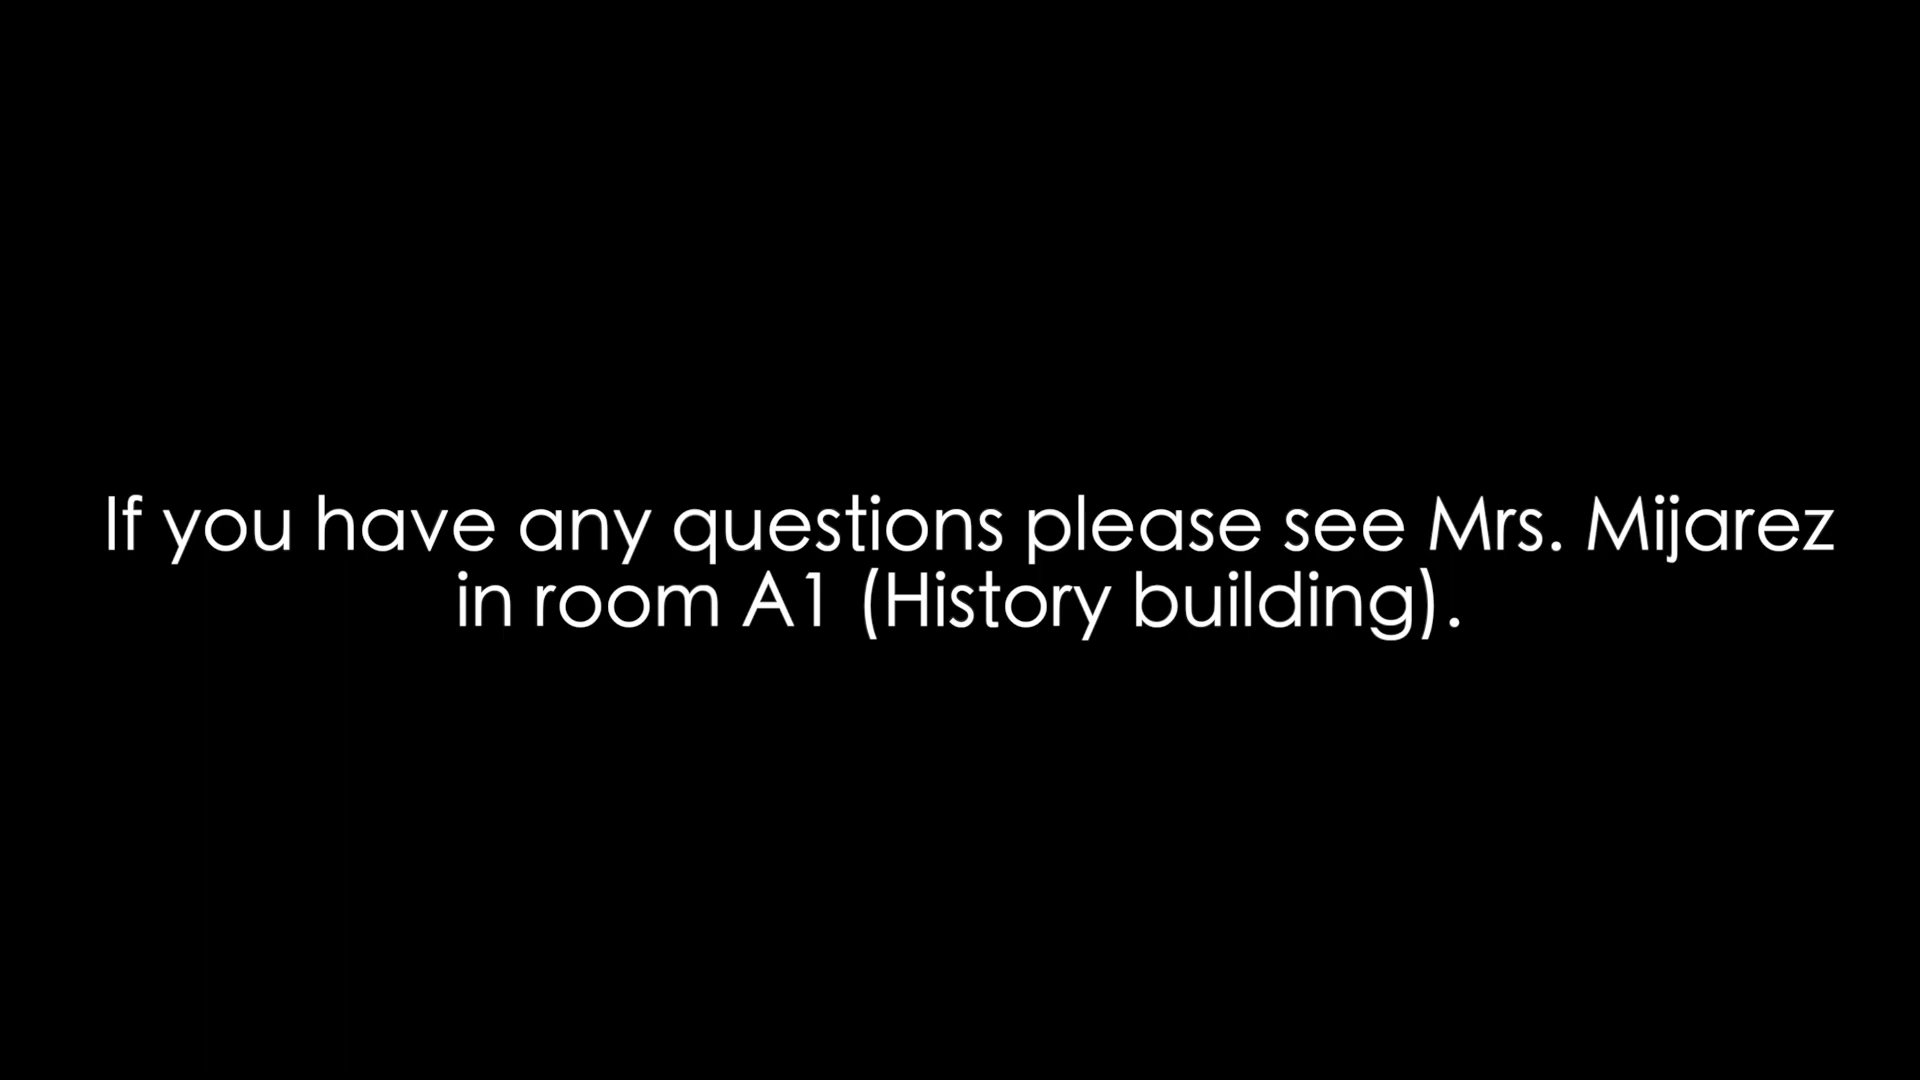 If you have any questions please see Mrs. Mijarez
in room A1 (History building).